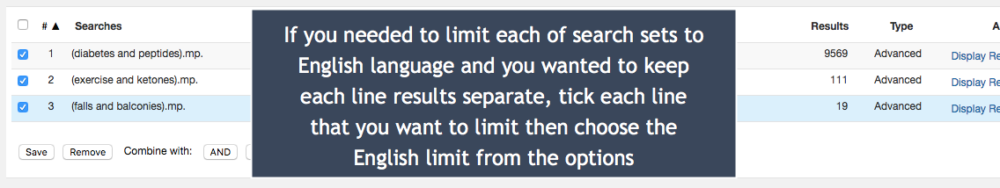 # ▲ Searches Results Type A
1 (diabetes and peptides).mp. 9569 Advanced Display Re
2 (exercise and ketones).mp. 111 Advanced Display Re
3 (falls and balconies).mp. 19 Advanced Display Re
Save Remove Combine with: AND
If you needed to limit each of search sets to
English language and you wanted to keep
each line results separate, tick each line
that you want to limit then choose the
English limit from the options